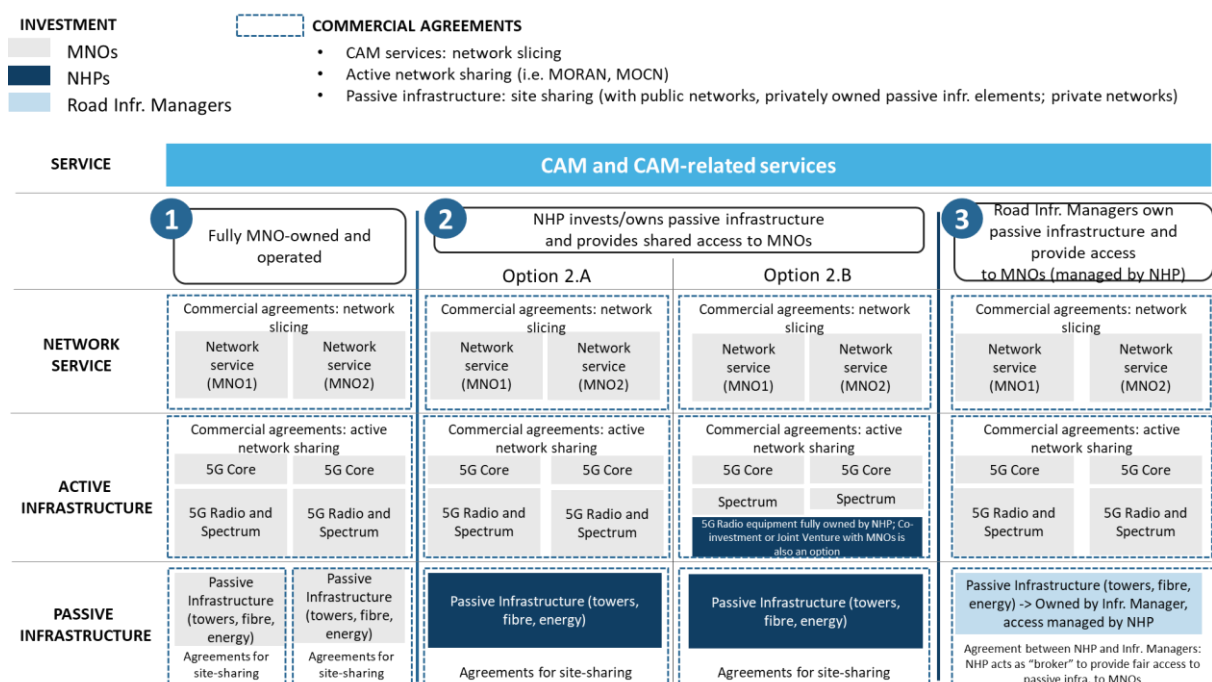 INVESTMENT
MNOs
NHPs
Road Infr. Managers
COMMERCIAL AGREEMENTS
• CAM services: network slicing
• Active network sharing (i.e. MORAN, MOCN)
• Passive infrastructure: site sharing (with public networks, privately owned passive infr. elements; private networks)
SERVICE
CAM and CAM-related services
1
Fully MNO-owned and
operated
2
NHP invests/owns passive infrastructure
and provides shared access to MNOs
Option 2.A
Option 2.B
3
Road Infr. Managers own
passive infrastructure and
provide access
to MNOs (managed by NHP)
NETWORK
SERVICE
Commercial agreements: network
slicing
Network
service
(MNO1)
Network
service
(MNO2)
Commercial agreements: network
slicing
Network
service
(MNO1)
Network
service
(MNO2)
Commercial agreements: network
slicing
Network
service
(MNO1)
Network
service
(MNO2)
Commercial agreements: network
slicing
Network
service
(MNO1)
Network
service
(MNO2)
ACTIVE
INFRASTRUCTURE
Commercial agreements: active
network sharing
5G Core
5G Core
5G Radio and
Spectrum
5G Radio and
Spectrum
Commercial agreements: active
network sharing
5G Core
5G Core
5G Radio and
Spectrum
5G Radio and
Spectrum
Commercial agreements: active
network sharing
5G Core
5G Core
Spectrum
Spectrum
5G Radio equipment fully owned by NHP; Co-
investment or Joint Venture with MNOs is
also an option
Commercial agreements: active
network sharing
5G Core
5G Core
5G Radio and
Spectrum
5G Radio and
Spectrum
PASSIVE
INFRASTRUCTURE
Passive
Infrastructure
(towers, fibre,
energy)
Agreements for
site-sharing
Passive
Infrastructure
(towers, fibre,
energy)
Agreements for
site-sharing
Passive Infrastructure (towers,
fibre, energy)
Agreements for site-sharing
Passive Infrastructure (towers,
fibre, energy)
Agreements for site-sharing
Passive Infrastructure (towers, fibre,
energy) -> Owned by Infr. Manager,
access managed by NHP
Agreement between NHP and Infr. Managers:
NHP acts as “broker” to provide fair access to
passive infra. to MNOs